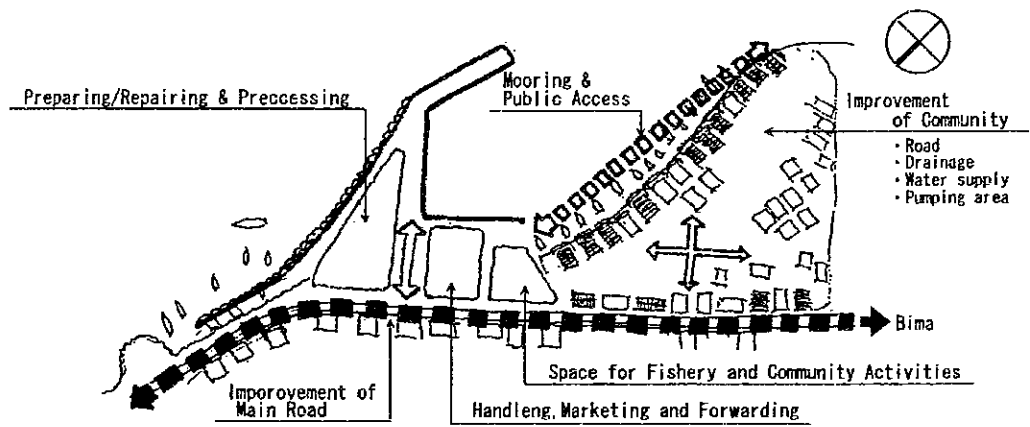 Preparing/Repairing & Preccessing
Mooring &
Public Access
Improvement
of Community
・Road
・Drainage
・Water supply
・Pumping area
Bima
Space for Fishery and Community Activities
Imporovement of
Main Road
Handleng, Marketing and Forwarding